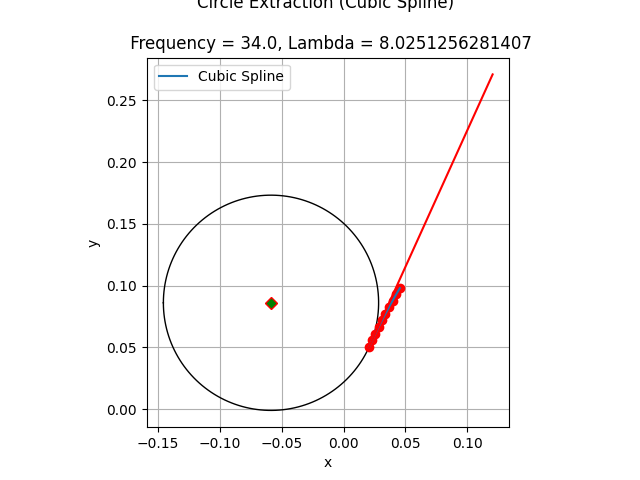 Circle Extraction (Cubic Spline)
Frequency = 34.0, Lambda = 8.0251256281407
Cubic Spline
0.25
0.20
0.15
0.10
0.05
0.00
y
−0.15 −0.10 −0.05 0.00 0.05 0.10
x